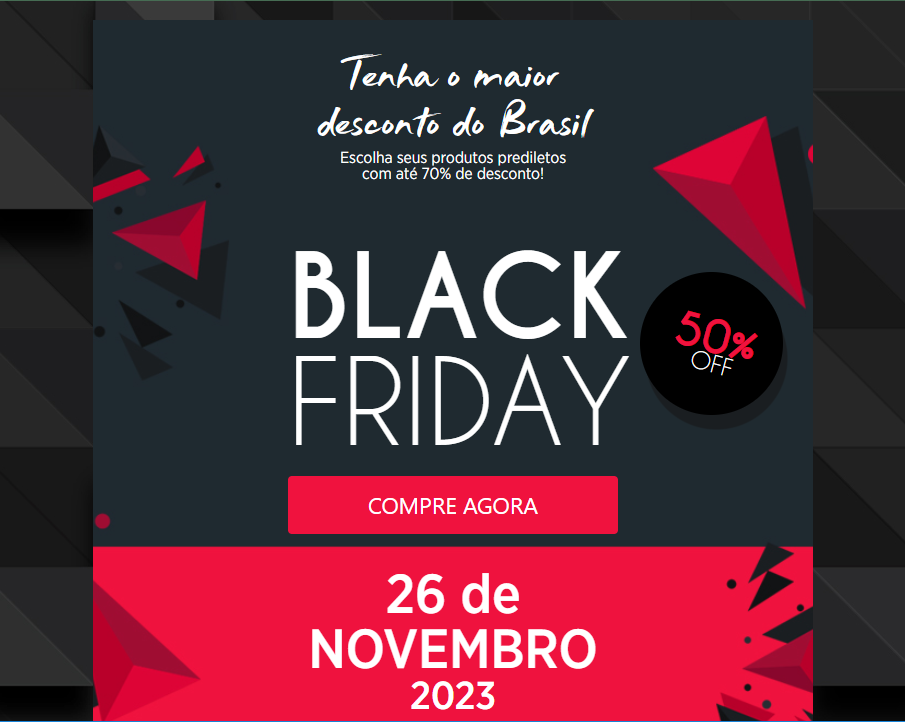 Tenha o maior
desconto do Brasil
Escolha seus produtos prediletos
com até 70% de desconto!
BLACK
FRIDAY
50%
OFF
COMPRE AGORA
26 de
NOVEMBRO
2023